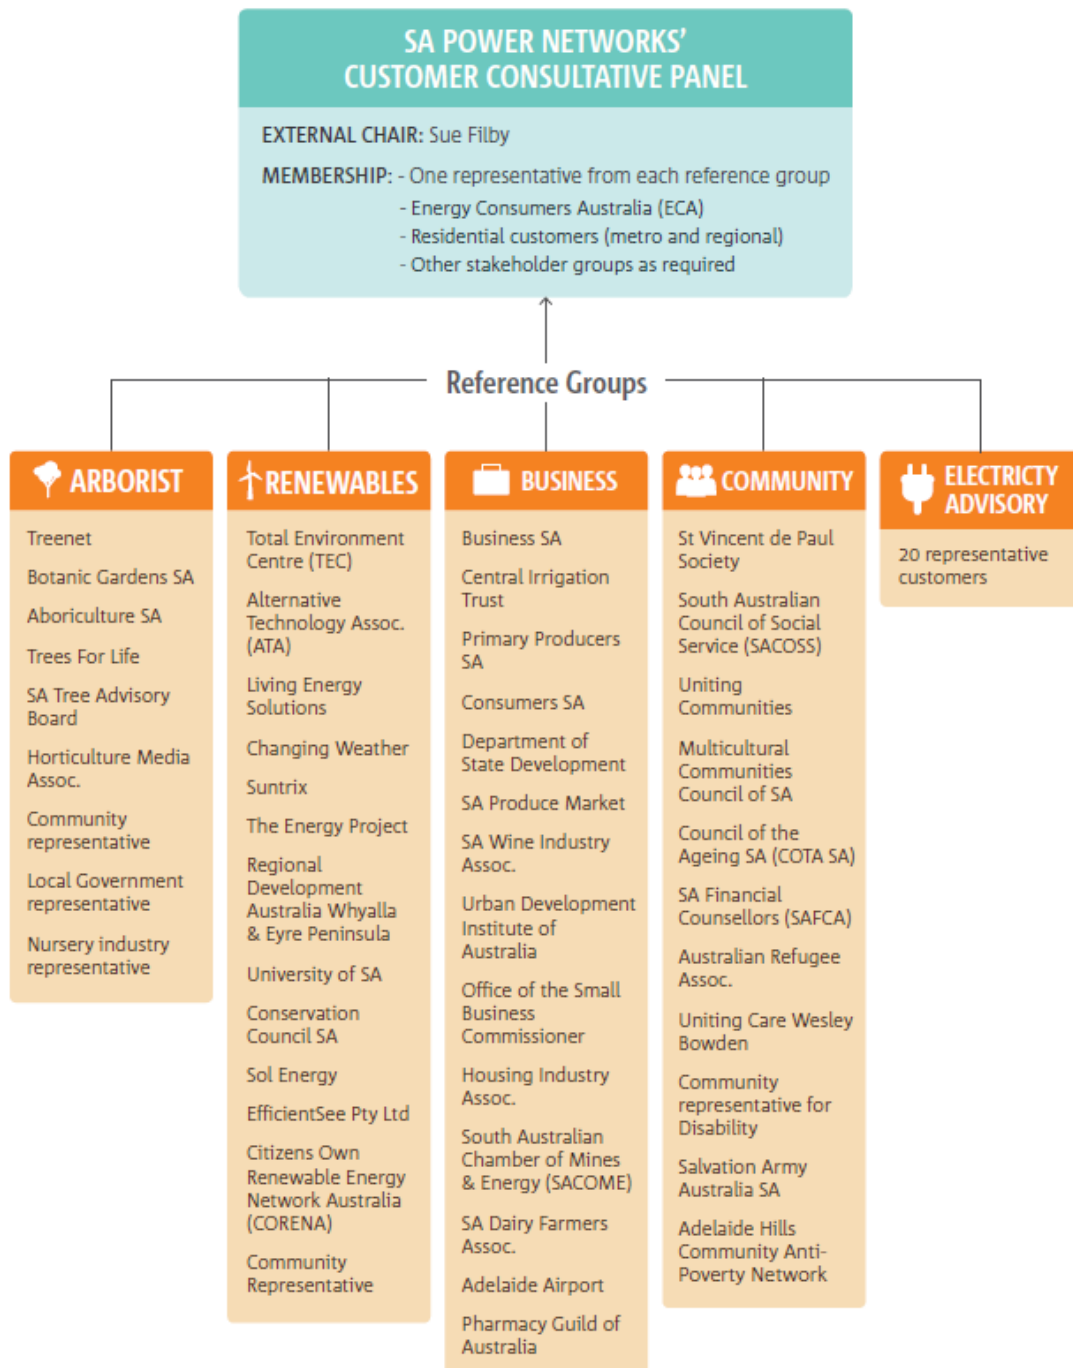 SA POWER NETWORKS'
CUSTOMER CONSULTATIVE PANEL
EXTERNAL CHAIR: Sue Filby
MEMBERSHIP: - One representative from each reference group
- Energy Consumers Australia (ECA)
- Residential customers (metro and regional)
- Other stakeholder groups as required
Reference Groups
ARBORIST
Treenet
Botanic Gardens SA
Aboriculture SA
Trees For Life
SA Tree Advisory
Board
Horticulture Media
Assoc.
Community
representative
Local Government
representative
Nursery industry
representative
RENEWABLES
Total Environment
Centre (TEC)
Alternative
Technology Assoc.
(ATA)
Living Energy
Solutions
Changing Weather
Suntrix
The Energy Project
Regional
Development
Australia Whyalla
& Eyre Peninsula
University of SA
Conservation
Council SA
Sol Energy
EfficientSee Pty Ltd
Citizens Own
Renewable Energy
Network Australia
(CORENA)
Community
Representative
BUSINESS
Business SA
Central Irrigation
Trust
Primary Producers
SA
Consumers SA
Department of
State Development
SA Produce Market
SA Wine Industry
Assoc.
Urban Development
Institute of
Australia
Office of the Small
Business
Commissioner
Housing Industry
Assoc.
South Australian
Chamber of Mines
& Energy (SACOME)
SA Dairy Farmers
Assoc.
Adelaide Airport
Pharmacy Guild of
Australia
COMMUNITY
St Vincent de Paul
Society
South Australian
Council of Social
Service (SACOSS)
Uniting
Communities
Multicultural
Communities
Council of SA
Council of the
Ageing SA (COTA SA)
SA Financial
Counsellors (SAFCA)
Australian Refugee
Assoc.
Uniting Care Wesley
Bowden
Community
representative for
Disability
Salvation Army
Australia SA
Adelaide Hills
Community Anti-
Poverty Network
ELECTRICTY
ADVISORY
20 representative
customers